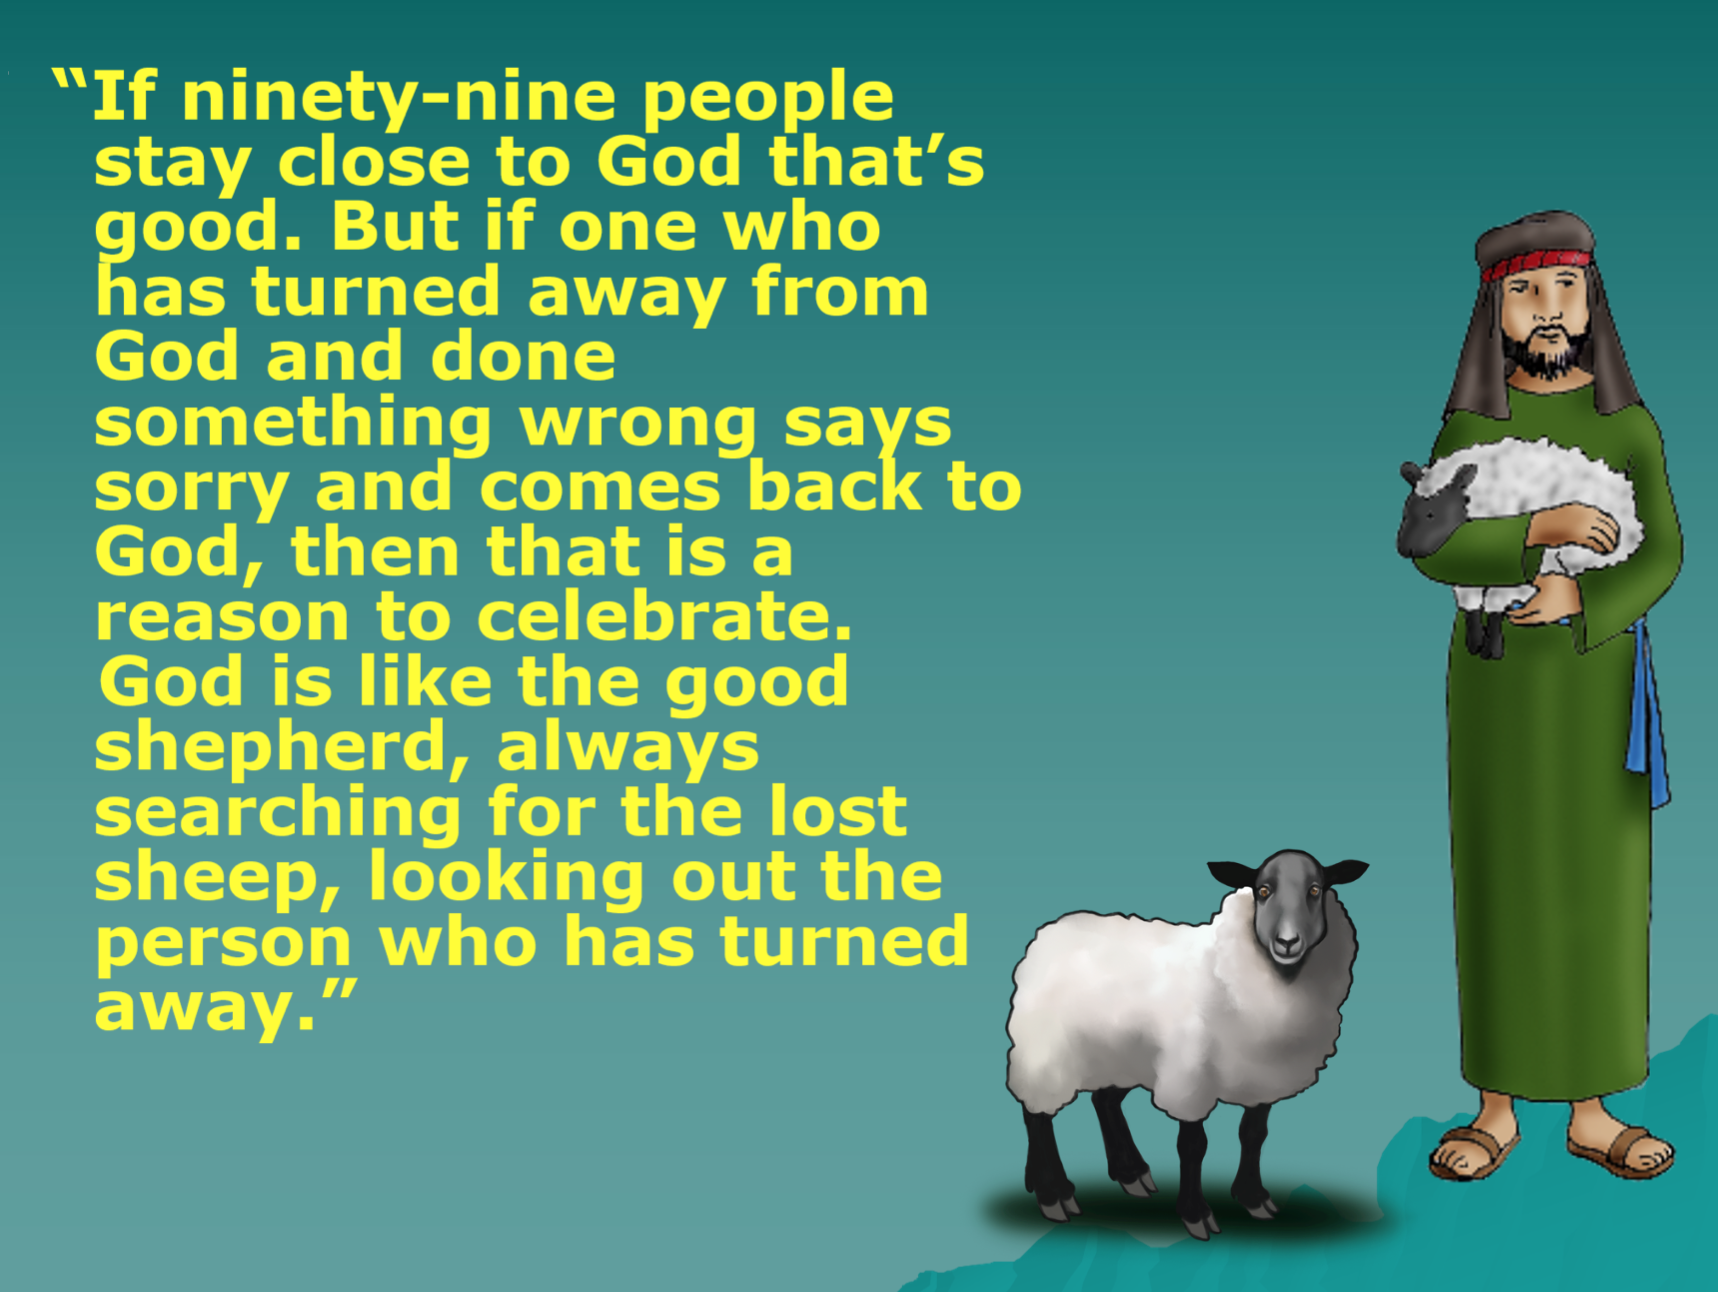 “If ninety-nine people
stay close to God that’s
good. But if one who
has turned away from
God and done
something wrong says
sorry and comes back to
God, then that is a
reason to celebrate.
God is like the good
shepherd, always
searching for the lost
sheep, looking out the
person who has turned
away.”